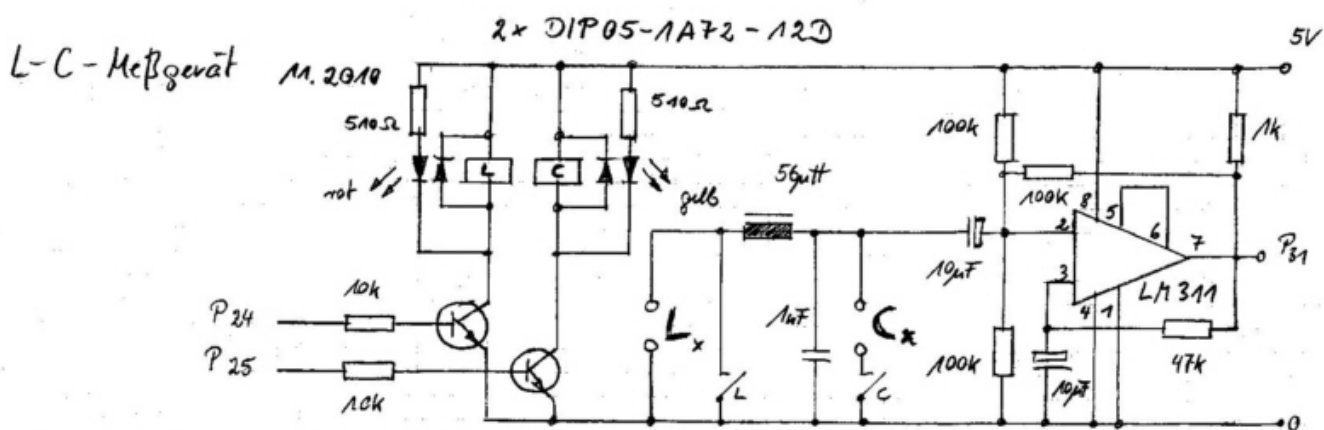 2x DIP05-1A72-12D
5V
L-C-Meßgerät 11.2010
510Ω
510Ω
100k
1k
L
C
100k
rot
gelb
56µH
8
5
6
7
2
P31
10µF
3
LM311
10k
P24
Lx
1nF
Cx
4
1
47k
P25
100k
10µF
10k
L
C
0